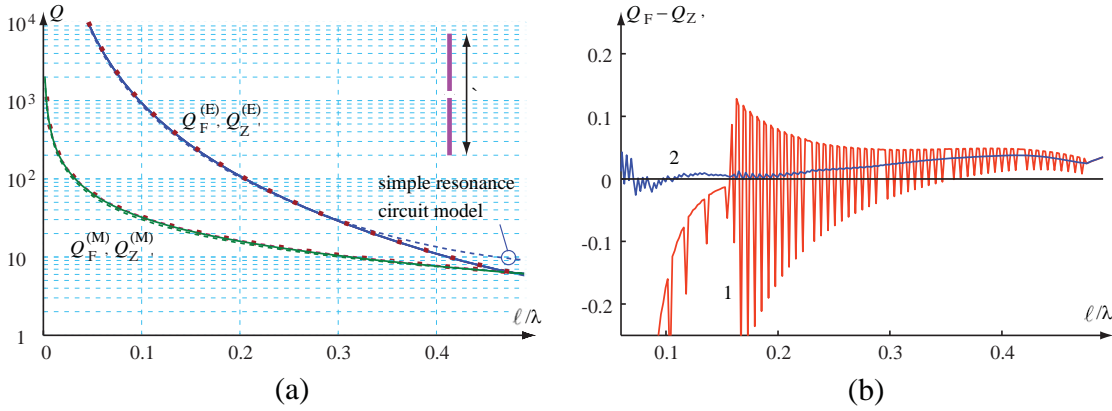 10⁴ Q
10³
10²
10
1
Q_F^(E), Q_Z^(E),
Q_F^(M), Q_Z^(M),
simple resonance
circuit model
ℓ/λ
0 0.1 0.2 0.3 0.4
(a)
Q_F − Q_Z,
0.2
0.1
0
-0.1
-0.2
2
1
ℓ/λ
0.1 0.2 0.3 0.4
(b)